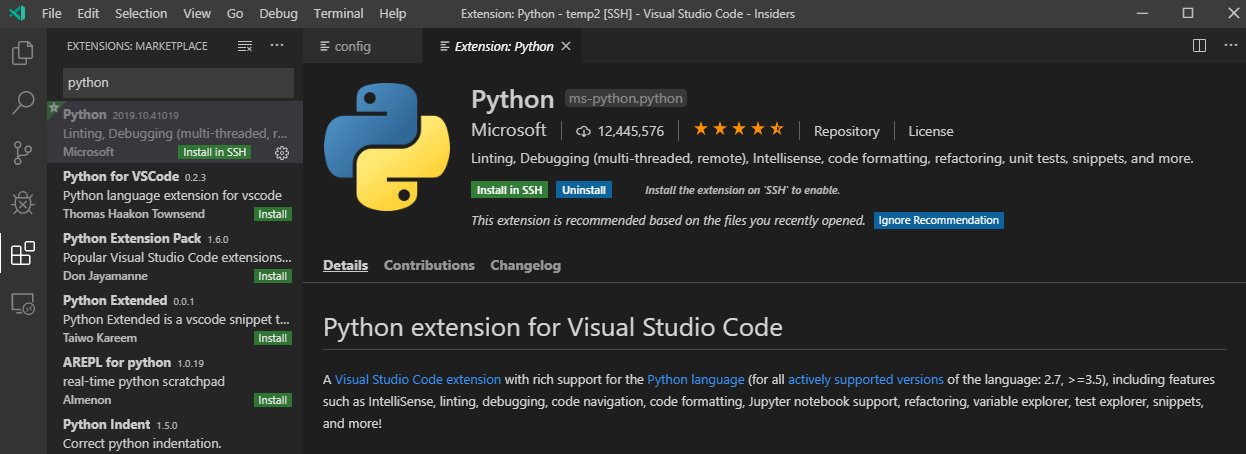 File Edit Selection View Go Debug Terminal Help Extension: Python - temp2 [SSH] - Visual Studio Code - Insiders
EXTENSIONS: MARKETPLACE
python
Python 2019.10.41019
Linting, Debugging (multi-threaded, r...
Microsoft Install in SSH
Python for VSCode 0.2.3
Python language extension for vscode
Thomas Haakon Townsend Install
Python Extension Pack 1.6.0
Popular Visual Studio Code extensions...
Don Jayamanne Install
Python Extended 0.0.1
Python Extended is a vscode snippet t...
Taiwo Kareem Install
AREPL for python 1.0.19
real-time python scratchpad
Almenon Install
Python Indent 1.5.0
Correct python indentation.
config Extension: Python
Python ms-python.python
Microsoft 12,445,576 Repository License
Linting, Debugging (multi-threaded, remote), Intellisense, code formatting, refactoring, unit tests, snippets, and more.
Install in SSH Uninstall Install the extension on 'SSH' to enable.
This extension is recommended based on the files you recently opened. Ignore Recommendation
Details Contributions Changelog
Python extension for Visual Studio Code
A Visual Studio Code extension with rich support for the Python language (for all actively supported versions of the language: 2.7, >=3.5), including features
such as IntelliSense, linting, debugging, code navigation, code formatting, Jupyter notebook support, refactoring, variable explorer, test explorer, snippets,
and more!